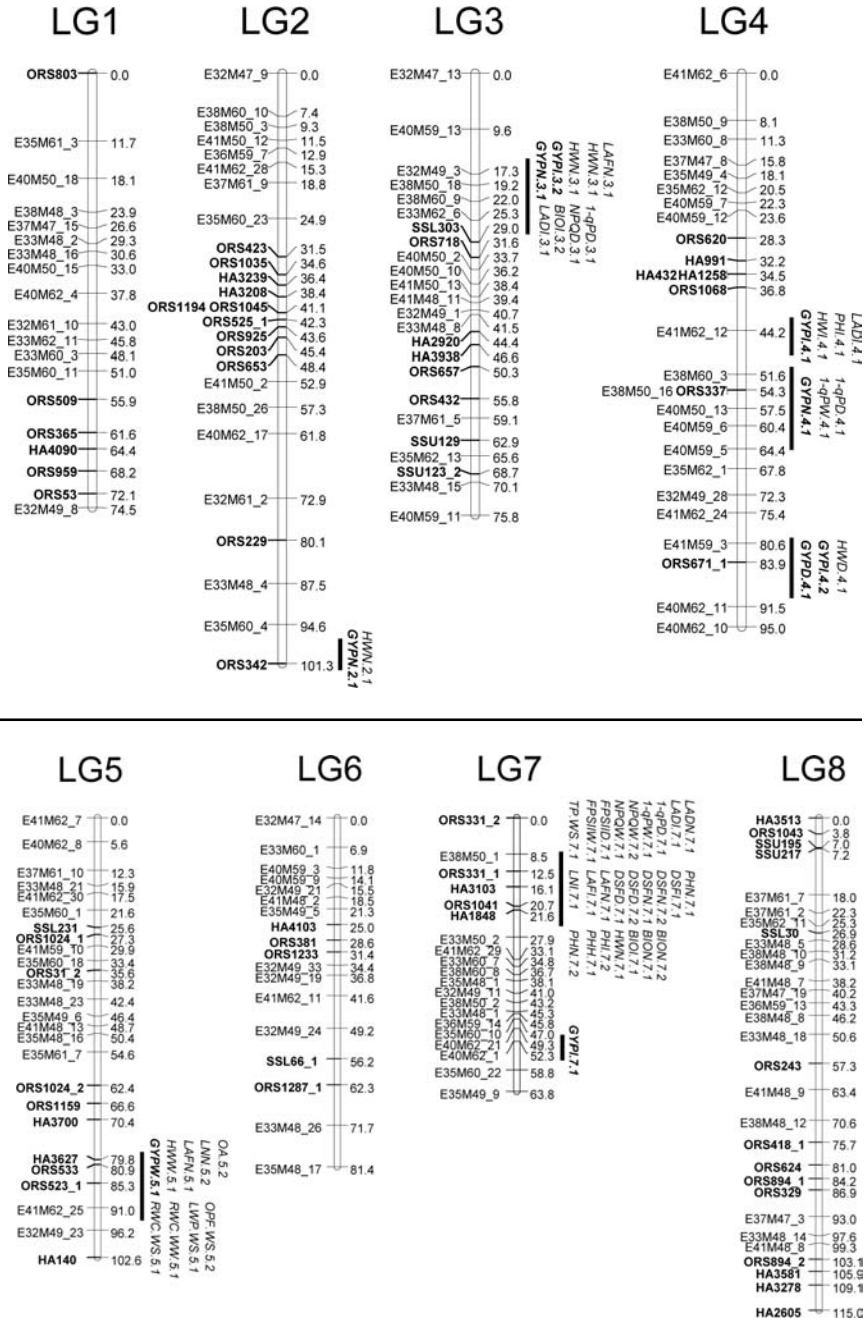 LG1
ORS803 0.0
E35M61_3 11.7
E40M50_18 18.1
E38M48_3 23.9
E37M47_15 26.6
E33M48_2 29.3
E33M48_16 30.6
E40M50_15 33.0
E40M62_4 37.8
E32M61_10 43.0
E33M62_11 45.8
E33M60_3 48.1
E35M60_11 51.0
ORS509 55.9
ORS365 61.6
HA4090 64.4
ORS959 68.2
ORS53 72.1
E32M49_8 74.5
LG2
E32M47_9 0.0
E38M60_10 7.4
E38M50_3 9.3
E41M50_12 11.5
E36M59_7 12.9
E41M62_28 15.3
E37M61_9 18.8
E35M60_23 24.9
ORS423 31.5
ORS1035 34.6
HA3239 36.4
HA3208 38.4
ORS1194 ORS1045 41.1
ORS525_1 42.3
ORS925 43.6
ORS203 45.4
ORS653 48.4
E41M50_2 52.9
E38M50_26 57.3
E40M62_17 61.8
E32M61_2 72.9
ORS229 80.1
E33M48_4 87.5
E35M60_4 94.6
ORS342 101.3
HWN.2.1
GYPN.2.1
LG3
E32M47_13 0.0
E40M59_13 9.6
E32M49_3 17.3
E38M50_18 19.2
E38M60_9 22.0
E33M62_6 25.3
SSL303 29.0
ORS718 31.6
E40M50_2 33.7
E40M50_10 36.2
E41M50_13 38.4
E41M48_11 39.4
E32M49_1 40.7
E33M48_8 41.5
HA2920 44.4
HA3938 46.6
ORS657 50.3
ORS432 55.8
E37M61_5 59.1
SSU129 62.9
E35M62_13 65.6
SSU123_2 68.7
E33M48_15 70.1
E40M59_11 75.8
LAFN.3.1
HWN.3.1 1-qPD.3.1
HWN.3.1 NPQD.3.1
GYPI.3.2 BIOI.3.2
GYPN.3.1 LADI.3.1
LG4
E41M62_6 0.0
E38M50_9 8.1
E33M60_8 11.3
E37M47_8 15.8
E35M49_4 18.1
E35M62_12 20.5
E40M59_7 22.3
E40M59_12 23.6
ORS620 28.3
HA991 32.2
HA432 HA1258 34.5
ORS1068 36.8
E41M62_12 44.2
E38M60_3 51.6
E38M50_16 ORS337 54.3
E40M50_13 57.5
E40M59_6 60.4
E40M59_5 64.4
E35M62_1 67.8
E32M49_28 72.3
E41M62_24 75.4
E41M59_3 80.6
ORS671_1 83.9
E40M62_11 91.5
E40M62_10 95.0
LADI.4.1
PHI.4.1
HWI.4.1
GYPI.4.1
1-qPD.4.1
1-qPW.4.1
GYPN.4.1
HWD.4.1
GYPI.4.2
GYPD.4.1
LG5
E41M62_7 0.0
E40M62_8 5.6
E37M61_10 12.3
E33M48_21 15.9
E41M62_30 17.5
E35M60_1 21.6
SSL231 25.6
ORS1024_1 27.3
E41M59_10 29.9
E35M60_18 33.4
ORS31_2 35.6
E33M48_19 38.2
E33M48_23 42.4
E35M49_6 46.4
E41M48_13 48.7
E35M48_16 50.4
E35M61_7 54.6
ORS1024_2 62.4
ORS1159 66.6
HA3700 70.4
HA3627 79.8
ORS533 80.9
ORS523_1 85.3
E41M62_25 91.0
E32M49_23 96.2
HA140 102.6
OA.5.2
LNN.5.2 OPF.WS.5.2
LAFN.5.1 LWP.WS.5.1
HWW.5.1 RWC.WW.5.1
GYPW.5.1 RWC.WS.5.1
LG6
E32M47_14 0.0
E33M60_1 6.9
E40M59_3 11.8
E40M59_9 14.1
E32M49_21 15.5
E41M48_2 18.5
E35M49_5 21.3
HA4103 25.0
ORS381 28.6
ORS1233 31.4
E32M49_33 34.4
E32M49_19 36.8
E41M62_11 41.6
E32M49_24 49.2
SSL66_1 56.2
ORS1287_1 62.3
E33M48_26 71.7
E35M48_17 81.4
LG7
ORS331_2 0.0
E38M50_1 8.5
ORS331_1 12.5
HA3103 16.1
ORS1041 20.7
HA1848 21.6
E33M50_2 27.9
E41M62_29 33.1
E33M60_7 34.8
E38M60_8 36.7
E35M48_1 38.1
E32M49_11 41.0
E38M50_2 43.2
E33M48_1 45.3
E36M59_14 45.8
E35M60_10 47.0
E40M62_21 49.3
E40M62_1 52.3
E35M60_22 58.8
E35M49_9 63.8
LADN.7.1 PHN.7.1
LADI.7.1 DSFI.7.1
1-qPD.7.1 DSFN.7.2 BION.7.2
1-qPW.7.1 DSFN.7.1 BION.7.1
NPQW.7.2 DSFD.7.2 BIOI.7.1
NPQW.7.1 DSFD.7.1 HWN.7.1
FPSIID.7.1 LAFN.7.1 PHI.7.2
FPSIIW.7.1 LAFI.7.1 PHH.7.1
TP.WS.7.1 LNI.7.1 PHN.7.2
GYPI.7.1
LG8
HA3513 0.0
ORS1043 3.8
SSU195 7.0
SSU217 7.2
E37M61_7 18.0
E37M61_2 22.3
E35M62_11 25.3
SSL30 26.9
E33M48_5 28.6
E38M48_10 31.2
E38M48_9 33.1
E41M48_7 38.2
E37M47_19 40.2
E36M59_13 43.3
E38M48_8 46.2
E33M48_18 50.6
ORS243 57.3
E41M48_9 63.4
E38M48_12 70.6
ORS418_1 75.7
ORS624 81.0
ORS894_1 84.2
ORS329 86.9
E37M47_3 93.0
E33M48_14 97.6
E41M48_8 99.3
ORS894_2 103.1
HA3581 105.9
HA3278 109.1
HA2605 115.0